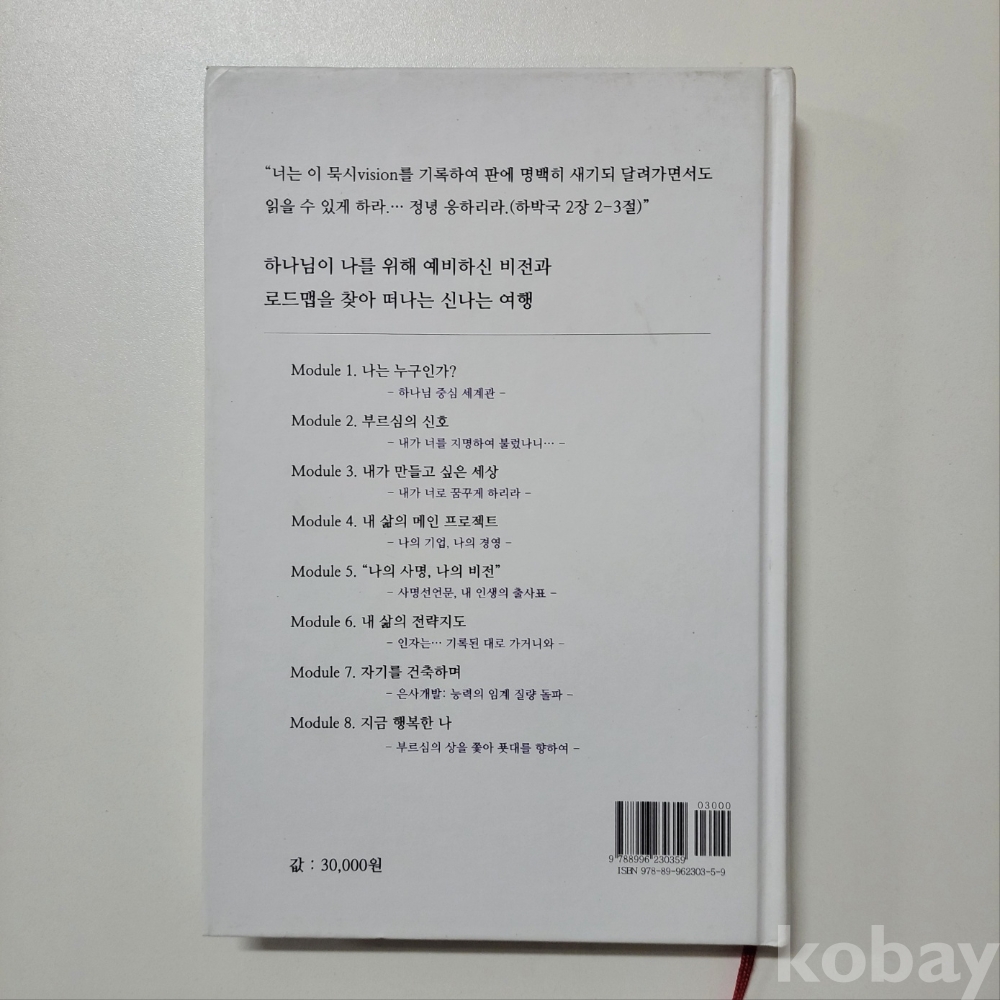 “너는 이 묵시vision를 기록하여 판에 명백히 새기되 달려가면서도
읽을 수 있게 하라.… 정녕 응하리라.(하박국 2장 2-3절)”
하나님이 나를 위해 예비하신 비전과
로드맵을 찾아 떠나는 신나는 여행
Module 1. 나는 누구인가?
- 하나님 중심 세계관 -
Module 2. 부르심의 신호
- 내가 너를 지명하여 불렀나니… -
Module 3. 내가 만들고 싶은 세상
- 내가 너로 꿈꾸게 하리라 -
Module 4. 내 삶의 메인 프로젝트
- 나의 기업, 나의 경영 -
Module 5. “나의 사명, 나의 비전”
- 사명선언문, 내 인생의 출사표 -
Module 6. 내 삶의 전략지도
- 인자는… 기록된 대로 가거니와 -
Module 7. 자기를 건축하며
- 은사개발: 능력의 임계 질량 돌파 -
Module 8. 지금 행복한 나
- 부르심의 상을 쫓아 푯대를 향하여 -
03000
9 788996 230359
ISBN 978-89-962303-5-9
값 : 30,000원
kobay